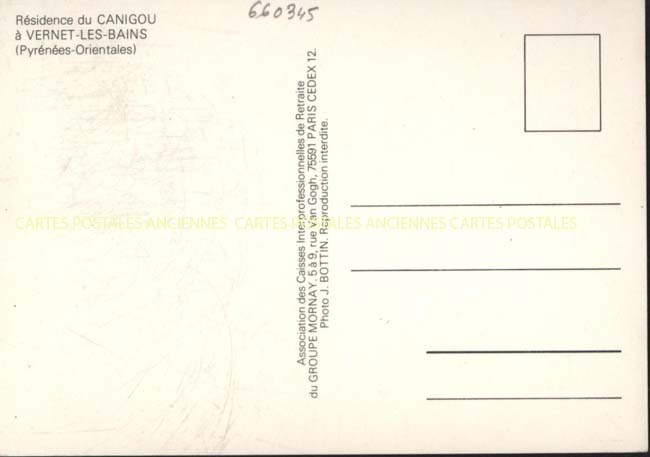 Résidence du CANIGOU
à VERNET-LES-BAINS
(Pyrénées-Orientales)
660345
Association des Caisses Interprofessionnelles de Retraite
du GROUPE MORNAY. 5 à 9, rue Van Gogh, 75591 PARIS CEDEX 12.
Photo J. BOTTIN. Reproduction interdite.
CARTES POSTALES ANCIENNES CARTES POSTALES ANCIENNES CARTES POSTALES